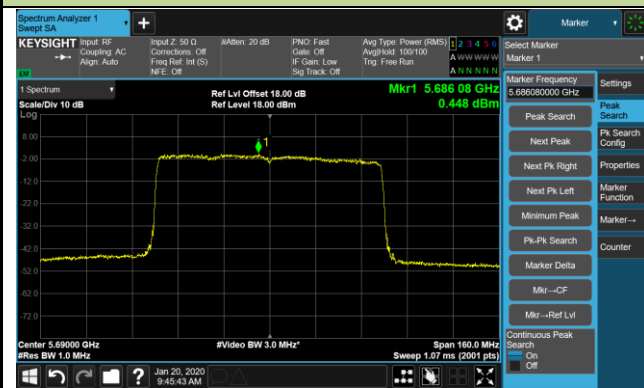 Spectrum Analyzer 1
Swept SA
Marker
KEYSIGHT
Input: RF
Coupling: AC
Align: Auto
Input Z: 50 Ω
Corrections: Off
Freq Ref: Int (S)
NFE: Off
#Atten: 20 dB
PNO: Fast
Gate: Off
IF Gain: Low
Sig Track: Off
Avg Type: Power (RMS)
Avg|Hold: 100/100
Trig: Free Run
1 2 3 4 5 6
A W W W W W
A N N N N N
Select Marker
Marker 1
LXI
1 Spectrum
Scale/Div 10 dB
Log
Ref Lvl Offset 18.00 dB
Ref Level 18.00 dBm
Mkr1 5.686 08 GHz
0.448 dBm
8.00
-2.00
-12.0
-22.0
-32.0
-42.0
-52.0
-62.0
-72.0
1
Center 5.69000 GHz
#Res BW 1.0 MHz
#Video BW 3.0 MHz*
Span 160.0 MHz
Sweep 1.07 ms (2001 pts)
Marker Frequency
5.686080000 GHz
Peak Search
Next Peak
Next Pk Right
Next Pk Left
Minimum Peak
Pk-Pk Search
Marker Delta
Mkr→CF
Mkr→Ref Lvl
Continuous Peak
Search
On
Off
Settings
Peak
Search
Pk Search
Config
Properties
Marker
Function
Marker→
Counter
?
Jan 20, 2020
9:45:43 AM